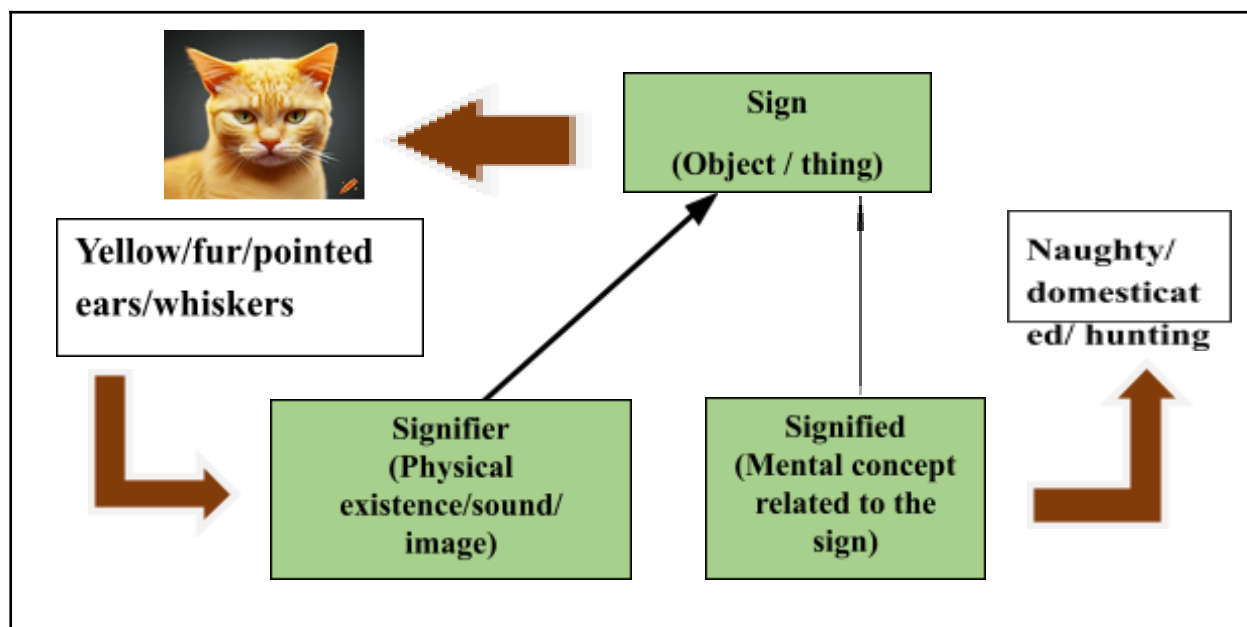 Sign
(Object / thing)
Yellow/fur/pointed
ears/whiskers
Naughty/
domesticat
ed/ hunting
Signifier
(Physical
existence/sound/
image)
Signified
(Mental concept
related to the
sign)